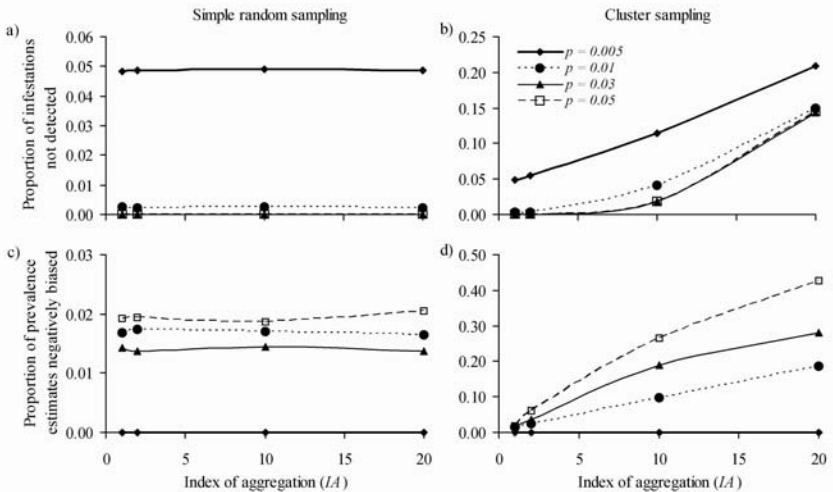 Simple random sampling
Cluster sampling
a)
Proportion of infestations
not detected
0.06
0.05
0.04
0.03
0.02
0.01
0.00
b)
0.25
0.20
0.15
0.10
0.05
0.00
p = 0.005
p = 0.01
p = 0.03
p = 0.05
c)
Proportion of prevalence
estimates negatively biased
0.03
0.02
0.01
0.00
0 5 10 15 20
Index of aggregation (IA)
d)
0.50
0.40
0.30
0.20
0.10
0.00
0 5 10 15 20
Index of aggregation (IA)